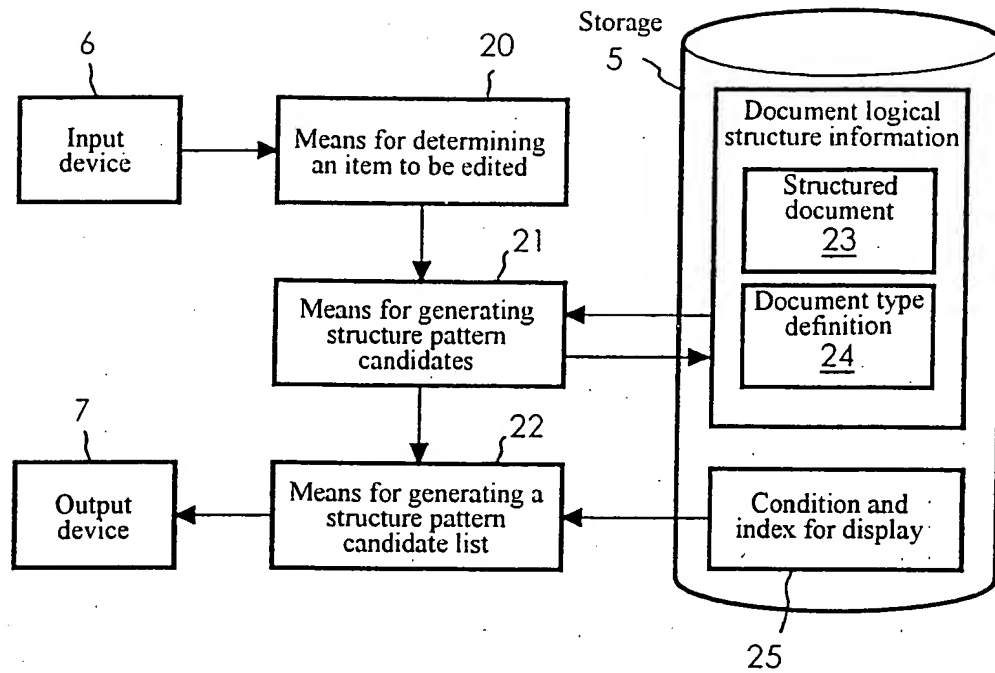 Storage
5
6
20
Input
device
Means for determining
an item to be edited
Document logical
structure information
Structured
document
23
21
Means for generating
structure pattern
candidates
Document type
definition
24
7
22
Output
device
Means for generating a
structure pattern
candidate list
Condition and
index for display
25